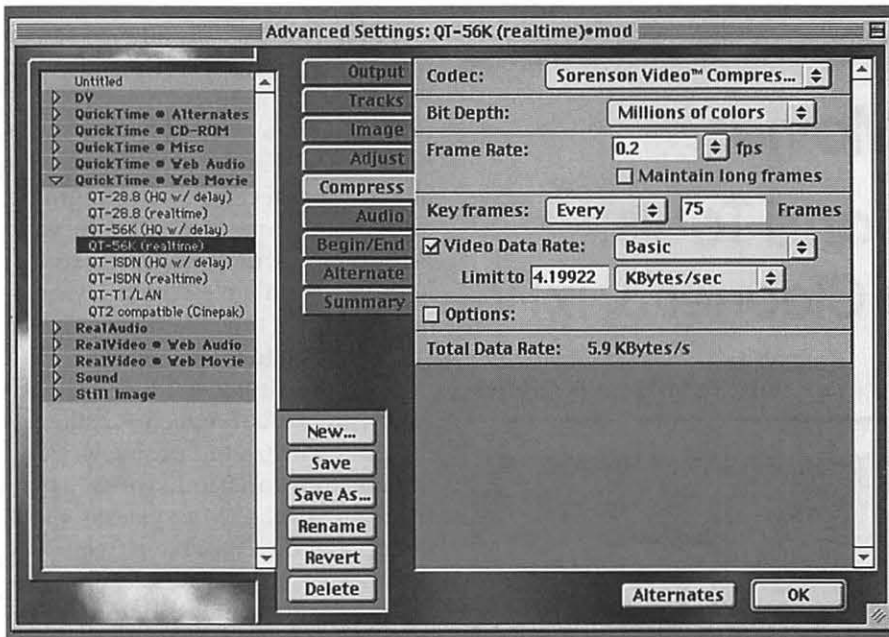 Advanced Settings: QT-56K (realtime)•mod
Untitled
DV
QuickTime • Alternates
QuickTime • CD-ROM
QuickTime • Misc
QuickTime • Web Audio
QuickTime • Web Movie
QT-28.8 (HQ w/ delay)
QT-28.8 (realtime)
QT-56K (HQ w/ delay)
QT-56K (realtime)
QT-ISDN (HQ w/ delay)
QT-ISDN (realtime)
QT-T1/LAN
QT2 compatible (Cinepak)
RealAudio
RealVideo • Web Audio
RealVideo • Web Movie
Sound
Still Image
Output
Tracks
Image
Adjust
Compress
Audio
Begin/End
Alternate
Summary
New...
Save
Save As...
Rename
Revert
Delete
Codec: Sorenson Video™ Compres...
Bit Depth: Millions of colors
Frame Rate: 0.2 fps
Maintain long frames
Key frames: Every 75 Frames
Video Data Rate: Basic
Limit to 4.19922 KBytes/sec
Options:
Total Data Rate: 5.9 KBytes/s
Alternates OK